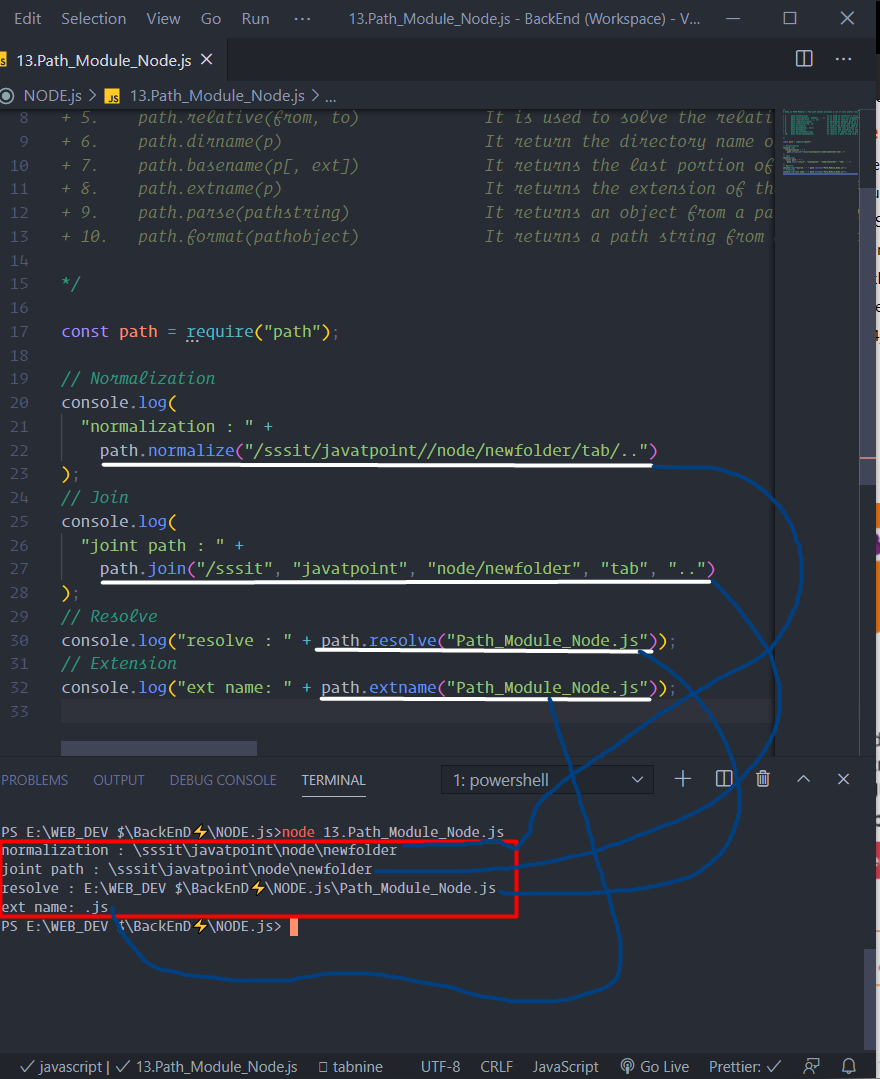 Edit Selection View Go Run ··· 13.Path_Module_Node.js - BackEnd (Workspace) - V...
13.Path_Module_Node.js
NODE.js > JS 13.Path_Module_Node.js > ...
8 + 5. path.relative(from, to) It is used to solve the relati
9 + 6. path.dirname(p) It return the directory name o
10 + 7. path.basename(p[, ext]) It returns the last portion of
11 + 8. path.extname(p) It returns the extension of th
12 + 9. path.parse(pathstring) It returns an object from a pa
13 + 10. path.format(pathobject) It returns a path string from
14
15 */
16
17 const path = require("path");
18
19 // Normalization
20 console.log(
21 "normalization : " +
22 path.normalize("/sssit/javatpoint//node/newfolder/tab/..")
23 );
24 // Join
25 console.log(
26 "joint path : " +
27 path.join("/sssit", "javatpoint", "node/newfolder", "tab", "..")
28 );
29 // Resolve
30 console.log("resolve : " + path.resolve("Path_Module_Node.js"));
31 // Extension
32 console.log("ext name: " + path.extname("Path_Module_Node.js"));
33
PROBLEMS OUTPUT DEBUG CONSOLE TERMINAL 1: powershell
PS E:\WEB_DEV $\BackEnD⚡\NODE.js>node 13.Path_Module_Node.js
normalization : \sssit\javatpoint\node\newfolder
joint path : \sssit\javatpoint\node\newfolder
resolve : E:\WEB_DEV $\BackEnD⚡\NODE.js\Path_Module_Node.js
ext name: .js
PS E:\WEB_DEV $\BackEnD⚡\NODE.js>
javascript | 13.Path_Module_Node.js tabnine UTF-8 CRLF JavaScript Go Live Prettier: